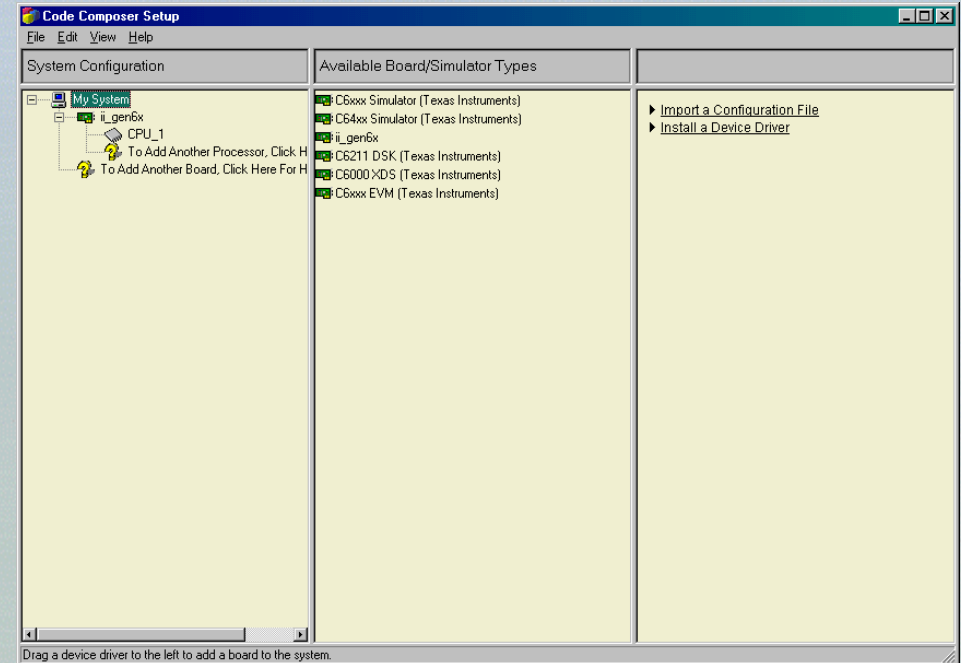 Code Composer Setup
File Edit View Help
System Configuration
Available Board/Simulator Types
My System
ii_gen6x
CPU_1
To Add Another Processor, Click H
To Add Another Board, Click Here For H
C6xxx Simulator (Texas Instruments)
C64xx Simulator (Texas Instruments)
ii_gen6x
C6211 DSK (Texas Instruments)
C6000 XDS (Texas Instruments)
C6xxx EVM (Texas Instruments)
Import a Configuration File
Install a Device Driver
Drag a device driver to the left to add a board to the system.